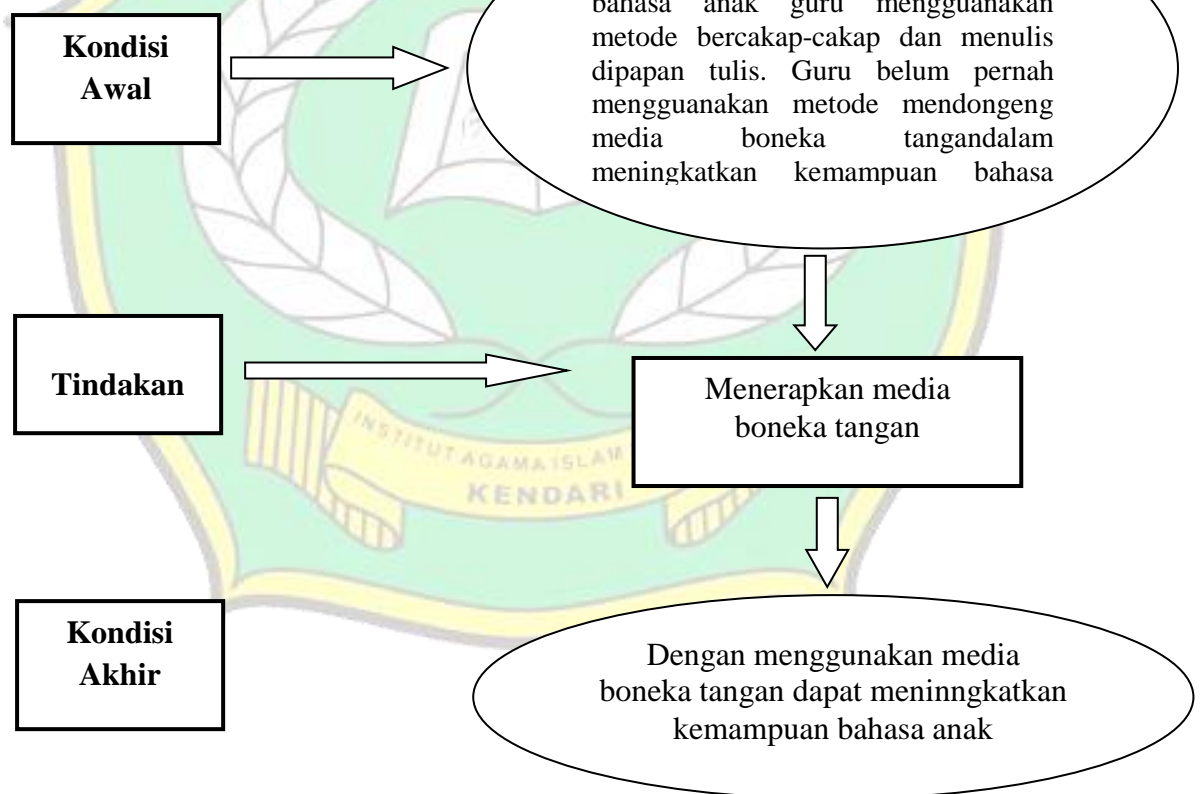 bahasa anak guru mengguanakan
Kondisi
Awal
metode bercakap-cakap dan menulis
dipapan tulis. Guru belum pernah
mengguanakan metode mendongeng
media boneka tangandalam
meningkatkan kemampuan bahasa
Tindakan
Menerapkan media
boneka tangan
INSTITUT AGAMA ISLAM
KENDARI
Kondisi
Akhir
Dengan menggunakan media
boneka tangan dapat meninngkatkan
kemampuan bahasa anak